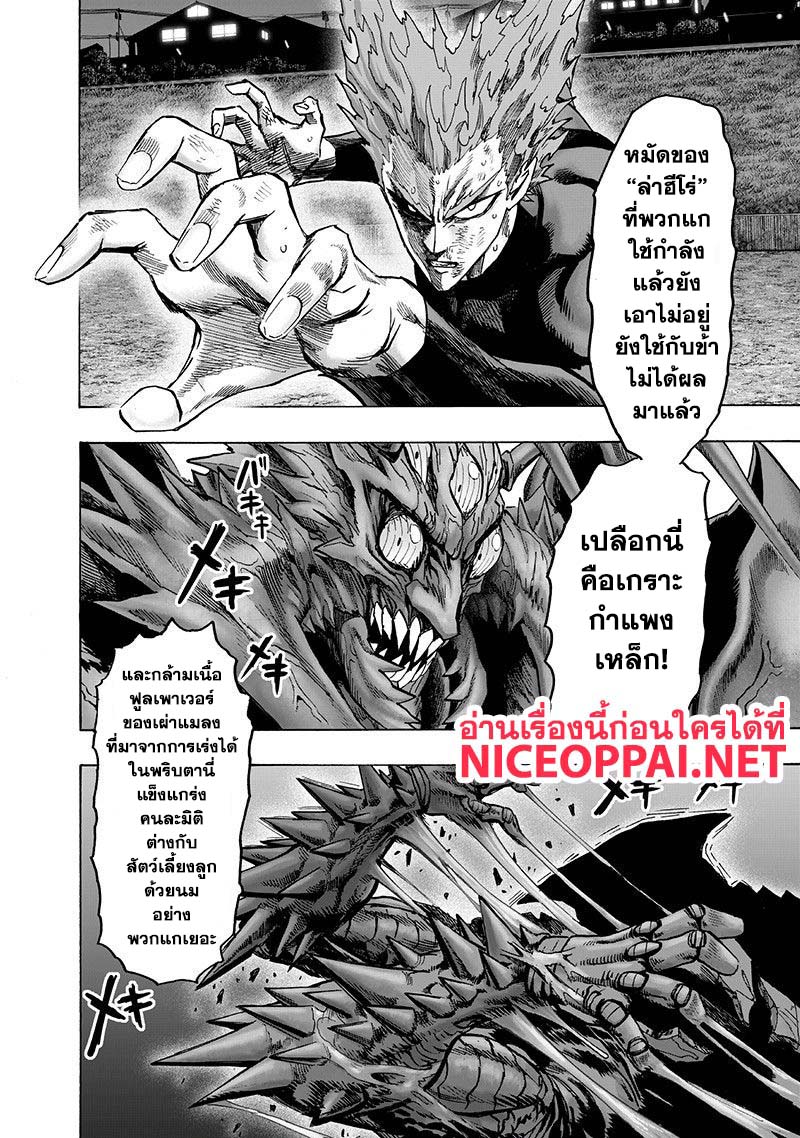 หมัดของ
“ล่าฮีโร่”
ที่พวกแก
ใช้กำลัง
แล้วยัง
เอาไม่อยู่
ยังใช้กับข้า
ไม่ได้ผล
มาแล้ว
เปลือกนี่
คือเกราะ
กำแพง
เหล็ก!
バキキキ
メキ
メキ
และกล้ามเนื้อ
ฟูลเพาเวอร์
ของเผ่าแมลง
ที่มาจากการเร่งได้
ในพริบตานี่
แข็งแกร่ง
คนละมิติ
ต่างกับ
สัตว์เลี้ยงลูก
ด้วยนม
อย่าง
พวกแกเยอะ
อ่านเรื่องนี้ก่อนใครได้ที่
NICEOPPAI.NET
メキ
メキ